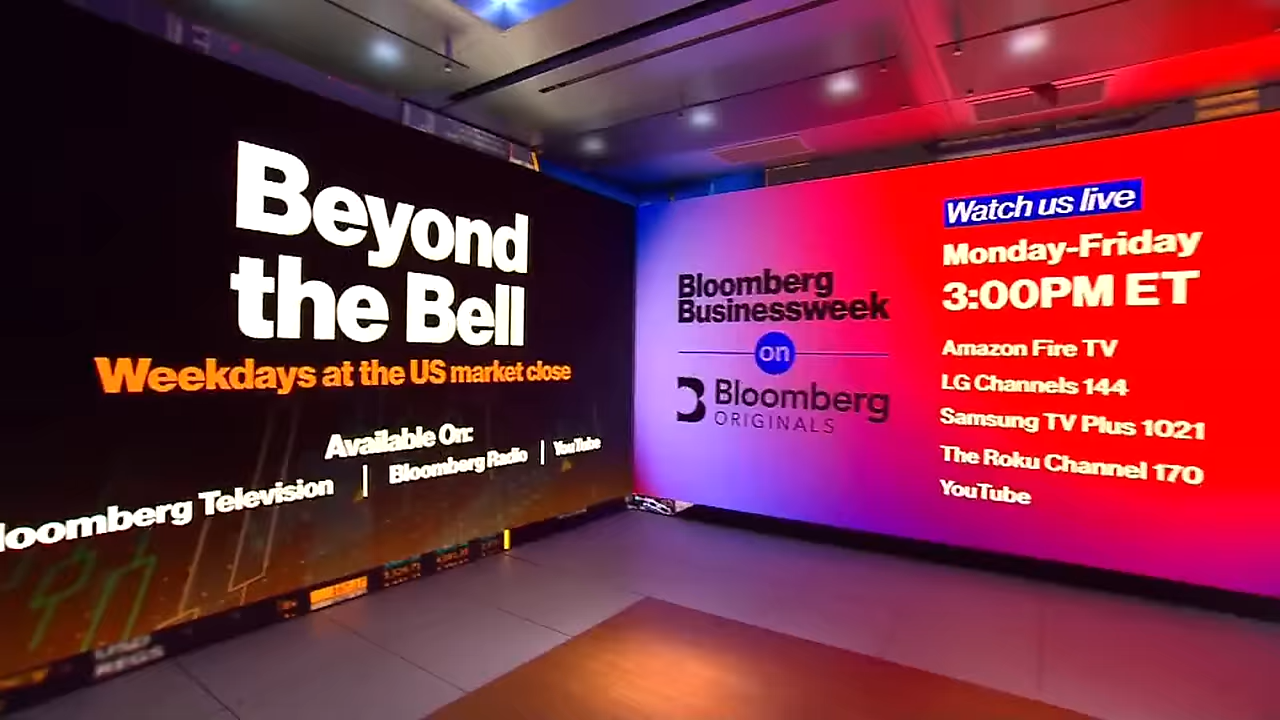 Beyond
the Bell
Weekdays at the US market close
Available On:
loomberg Television | Bloomberg Radio | YouTube
Bloomberg
Businessweek
on
Bloomberg
ORIGINALS
Watch us live
Monday-Friday
3:00PM ET
Amazon Fire TV
LG Channels 144
Samsung TV Plus 1021
The Roku Channel 170
YouTube